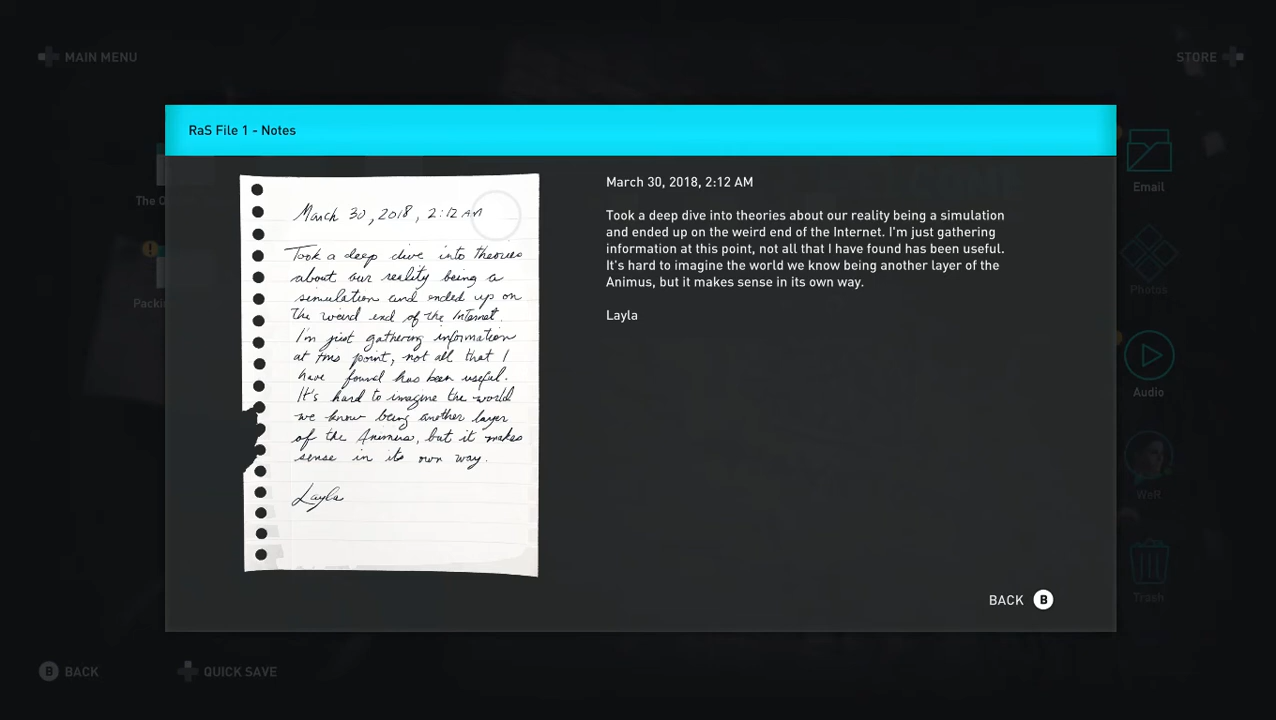 MAIN MENU
STORE
RaS File 1 - Notes
March 30, 2018, 2:12 AM
Took a deep dive into theories
about our reality being a
simulation and ended up on
the weird end of the Internet.
I'm just gathering information
at this point, not all that I
have found has been useful.
It's hard to imagine the world
we know being another layer
of the Animus, but it makes
sense in its own way.
Layla
March 30, 2018, 2:12 AM
Took a deep dive into theories about our reality being a simulation
and ended up on the weird end of the Internet. I'm just gathering
information at this point, not all that I have found has been useful.
It's hard to imagine the world we know being another layer of the
Animus, but it makes sense in its own way.
Layla
BACK B
The
Packi
Email
Photos
Audio
WaR
Trash
B BACK
QUICK SAVE